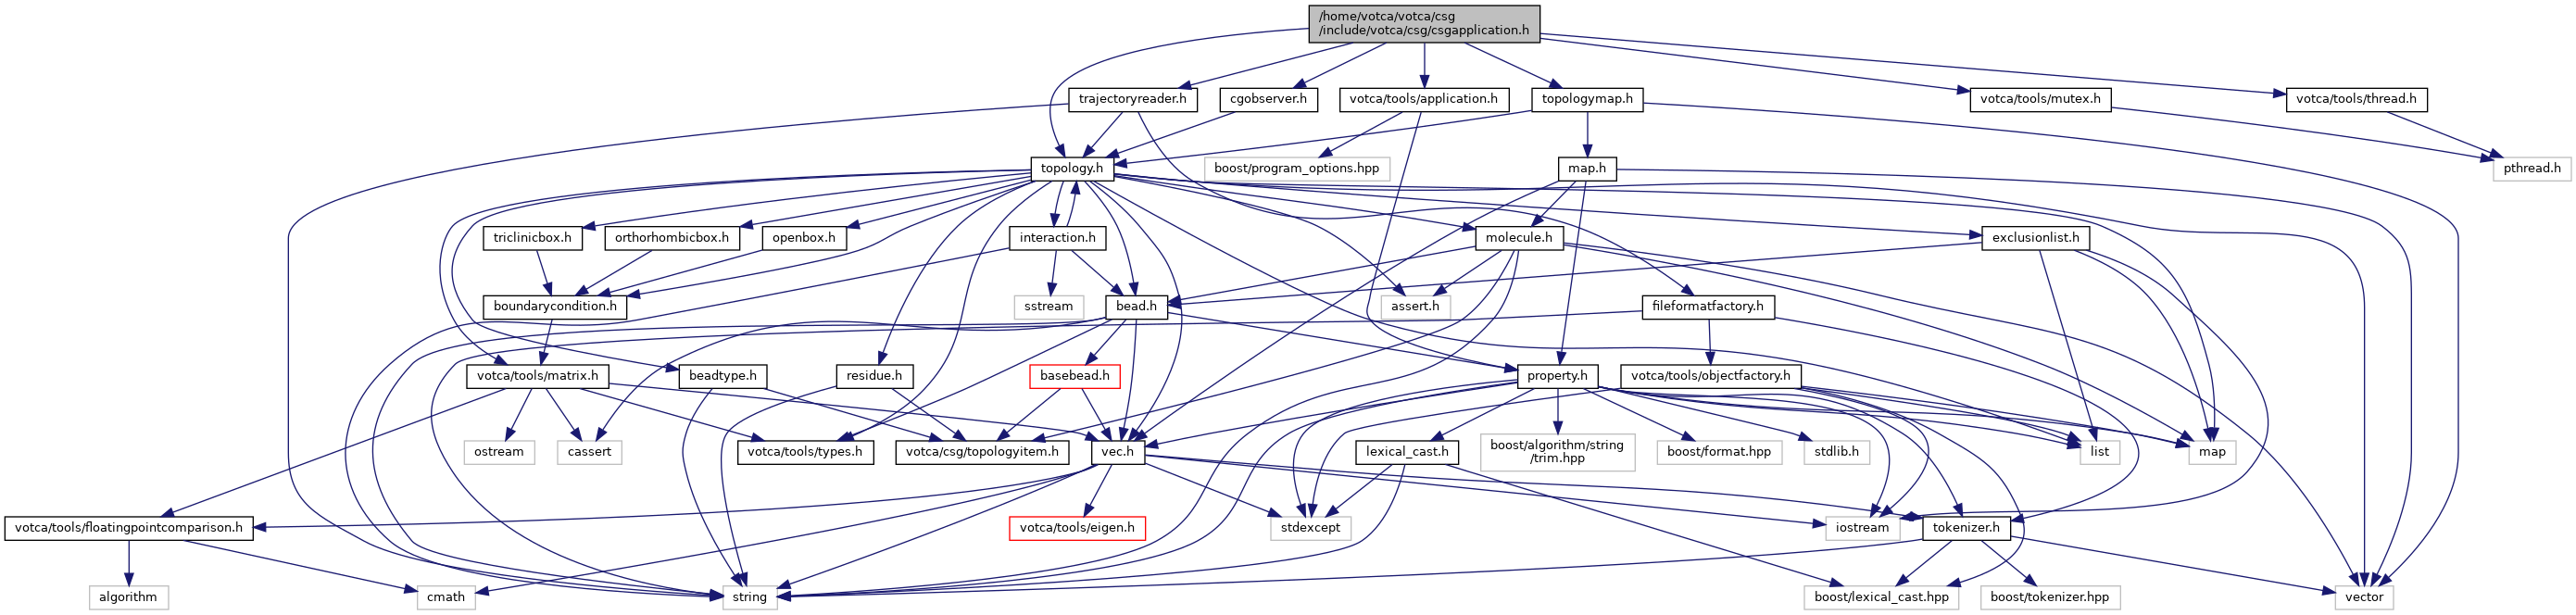 /home/votca/votca/csg
/include/votca/csg/csgapplication.h
trajectoryreader.h
cgobserver.h
votca/tools/application.h
topologymap.h
votca/tools/mutex.h
votca/tools/thread.h
topology.h
boost/program_options.hpp
map.h
pthread.h
triclinicbox.h
orthorhombicbox.h
openbox.h
interaction.h
molecule.h
exclusionlist.h
boundarycondition.h
sstream
bead.h
assert.h
fileformatfactory.h
votca/tools/matrix.h
beadtype.h
residue.h
basebead.h
property.h
votca/tools/objectfactory.h
ostream
cassert
votca/tools/types.h
votca/csg/topologyitem.h
vec.h
lexical_cast.h
boost/algorithm/string
/trim.hpp
boost/format.hpp
stdlib.h
list
map
votca/tools/floatingpointcomparison.h
votca/tools/eigen.h
stdexcept
iostream
tokenizer.h
algorithm
cmath
string
boost/lexical_cast.hpp
boost/tokenizer.hpp
vector